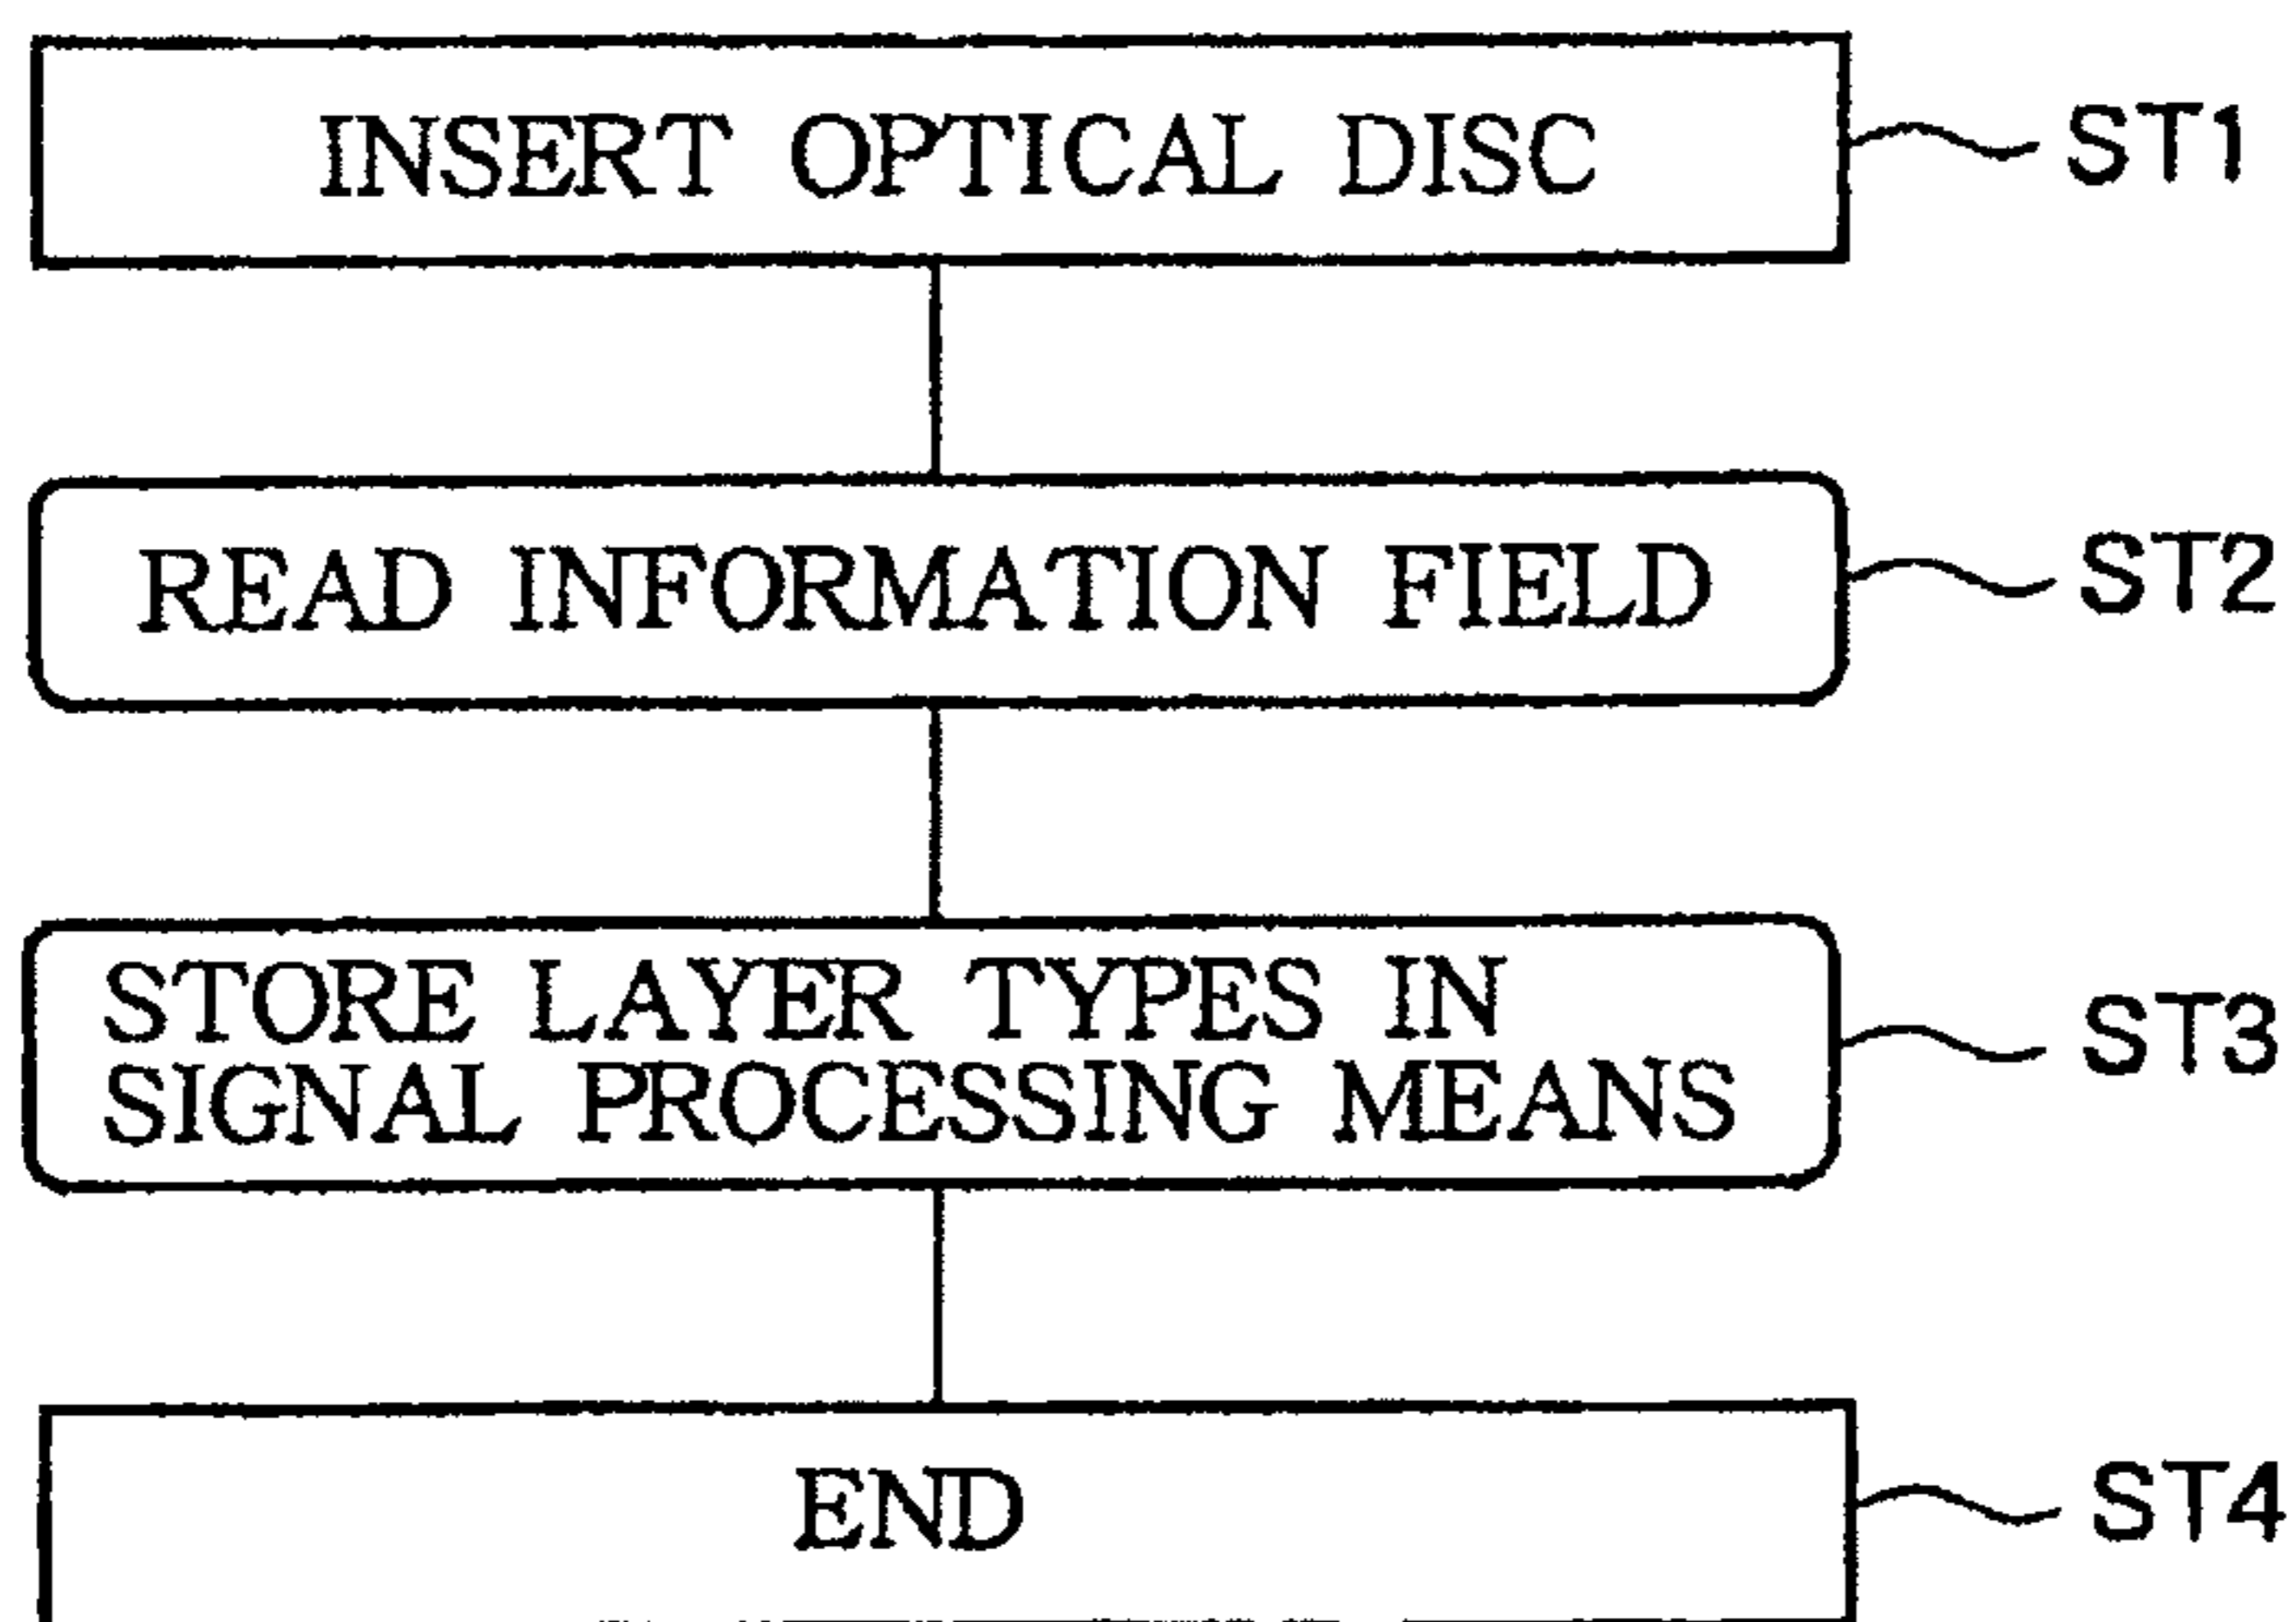 INSERT OPTICAL DISC ST1
READ INFORMATION FIELD ST2
STORE LAYER TYPES IN
SIGNAL PROCESSING MEANS ST3
END ST4